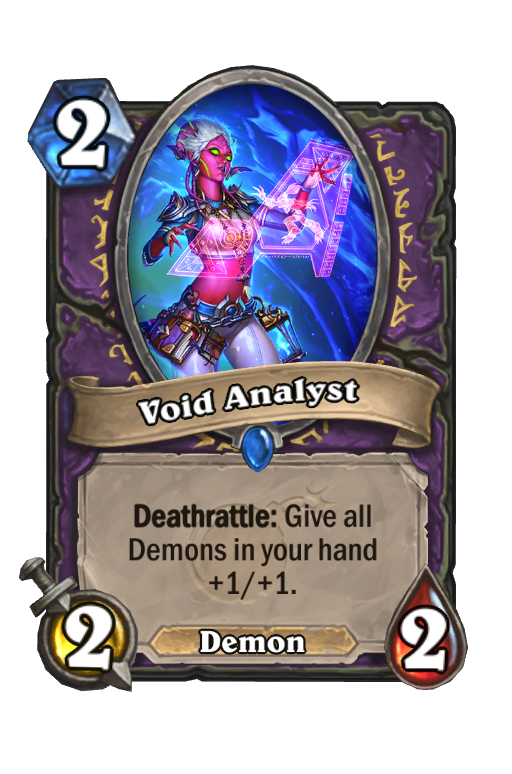 2
Void Analyst
Deathrattle: Give all
Demons in your hand
+1/+1.
2
Demon
2